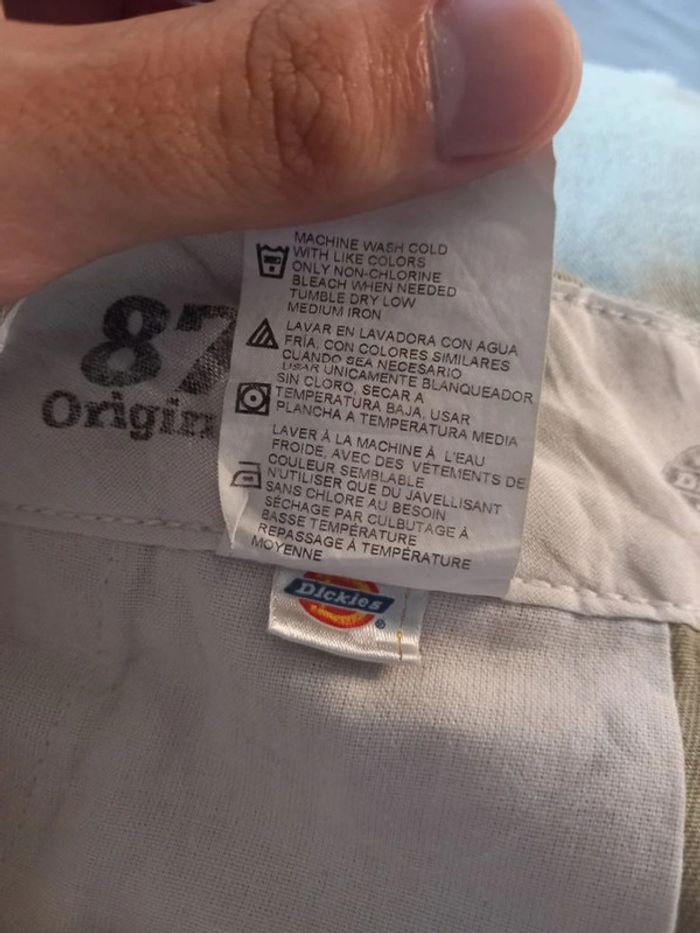 MACHINE WASH COLD
WITH LIKE COLORS
ONLY NON-CHLORINE
BLEACH WHEN NEEDED
TUMBLE DRY LOW
MEDIUM IRON
LAVAR EN LAVADORA CON AGUA
FRÍA, CON COLORES SIMILARES
CUANDO SEA NECESARIO
USAR UNICAMENTE BLANQUEADOR
SIN CLORO, SECAR A
TEMPERATURA BAJA, USAR
PLANCHA A TEMPERATURA MEDIA
LAVER À LA MACHINE À L'EAU
FROIDE, AVEC DES VÉTEMENTS DE
COULEUR SEMBLABLE
N'UTILISER QUE DU JAVELLISANT
SANS CHLORE AU BESOIN
SÉCHAGE PAR CULBUTAGE À
BASSE TEMPÉRATURE
REPASSAGE À TEMPÉRATURE
MOYENNE
87
Origin
Dickies
®